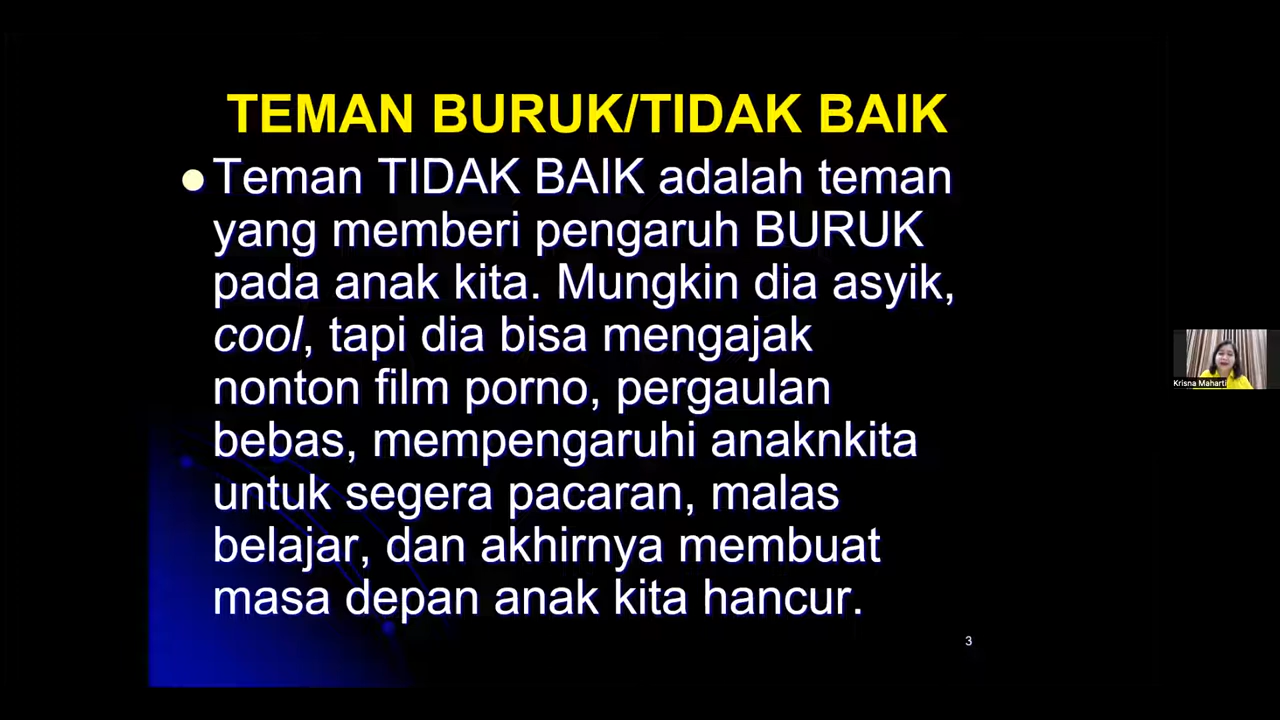 TEMAN BURUK/TIDAK BAIK
Teman TIDAK BAIK adalah teman
yang memberi pengaruh BURUK
pada anak kita. Mungkin dia asyik,
cool, tapi dia bisa mengajak
nonton film porno, pergaulan
bebas, mempengaruhi anaknkita
untuk segera pacaran, malas
belajar, dan akhirnya membuat
masa depan anak kita hancur.
3
Krisna Maharti